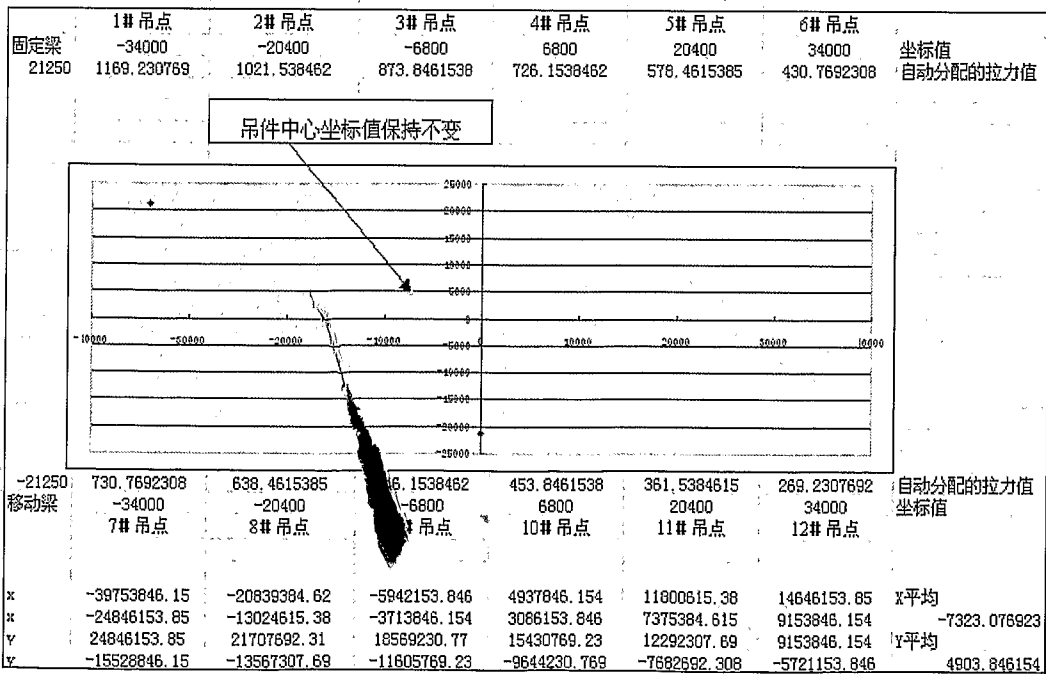 1#吊点 2#吊点 3#吊点 4#吊点 5#吊点 6#吊点
固定梁 -34000 -20400 -6800 6800 20400 34000 坐标值
21250 1169.230769 1021.538462 873.8461538 726.1538462 578.4615385 430.7692308 自动分配的拉力值
吊件中心坐标值保持不变
25000
20000
15000
10000
5000
0
-20000 -10000 10000 20000
-5000
-10000
-15000
-20000
-25000
-21250 730.7692308 638.4615385 6.1538462 453.8461538 361.5384615 269.2307692 自动分配的拉力值
移动梁 -34000 -20400 -6800 6800 20400 34000 坐标值
7#吊点 8#吊点 吊点 10#吊点 11#吊点 12#吊点
x -39753846.15 -20839384.62 -5942153.846 4937846.154 11800615.38 14646153.85 X平均
x -24846153.85 -13024615.38 -3713846.154 3086153.846 7375384.615 9153846.154 -7323.076923
Y 24846153.85 21707692.31 18569230.77 15430769.23 12292307.69 9153846.154 Y平均
Y -15528846.15 -13567307.69 -11605769.23 -9644230.769 -7682692.308 -5721153.846 4903.846154